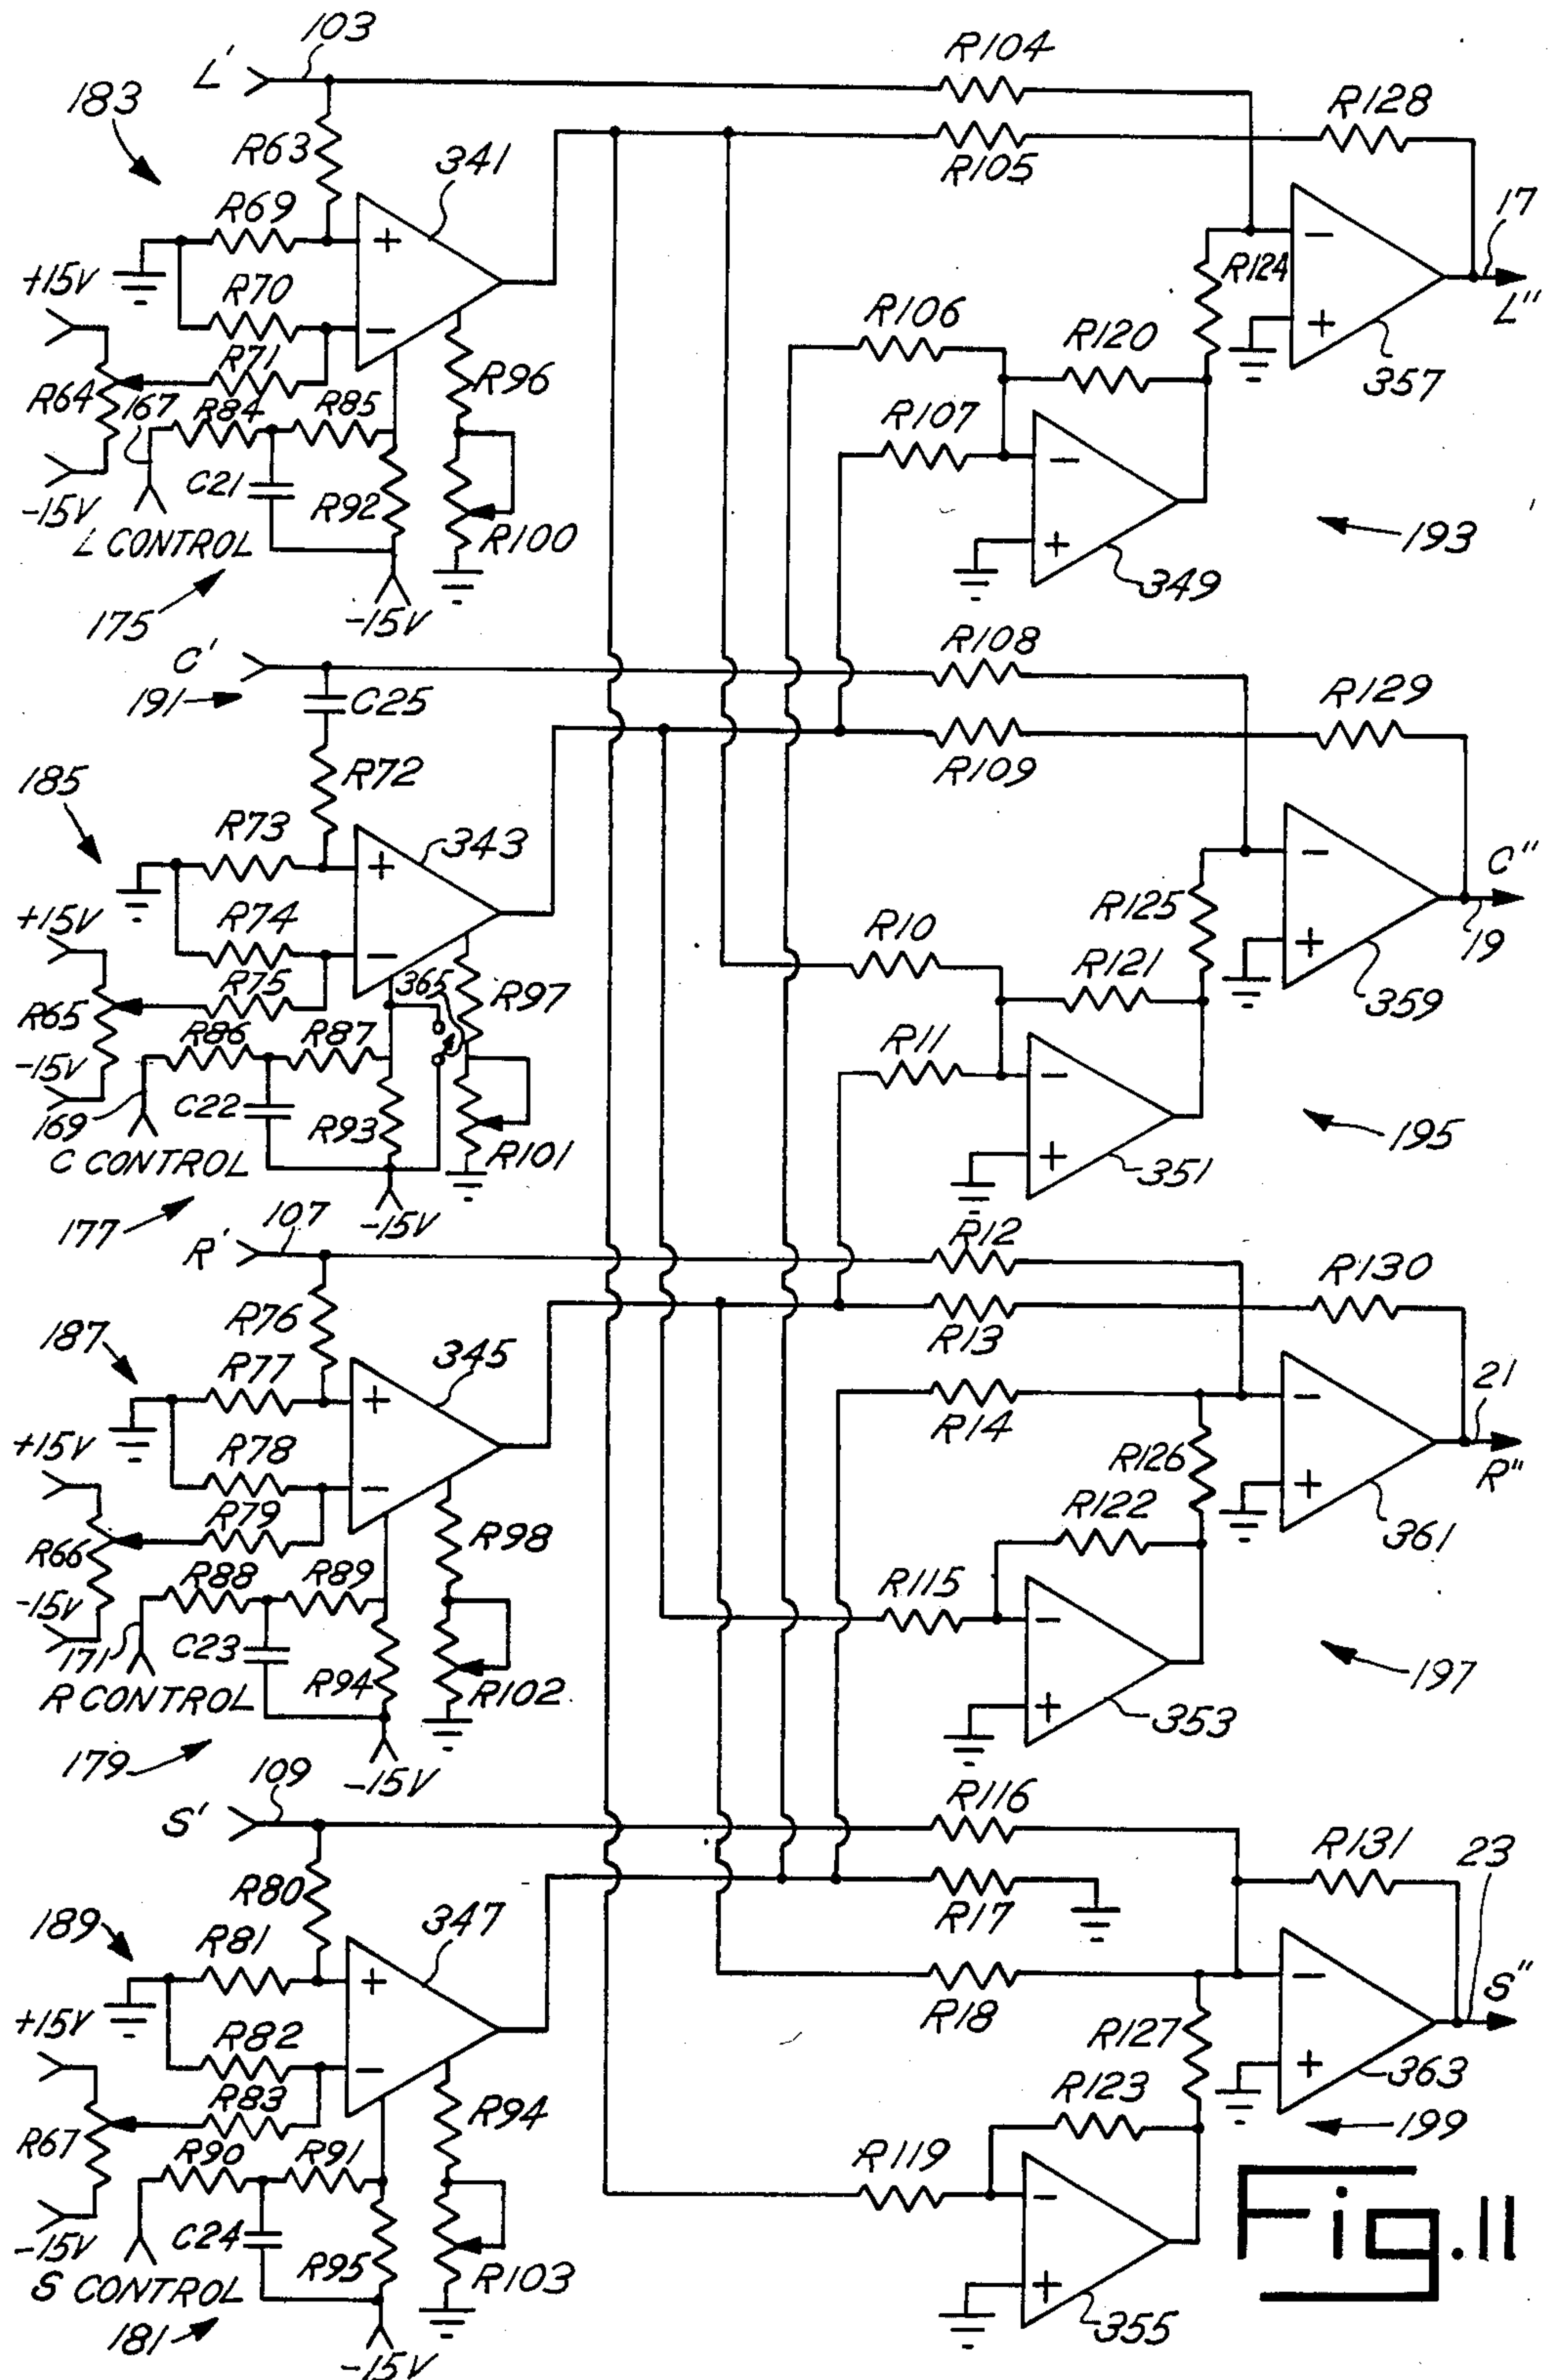 L' 103 R104
183 R128
R63 341 R105
R69 + 17
+15V R70 − R124 L"
R71 R106 R120 +
R64 167 R84 R85 R96 357
−15V C21 R92 R107 −
L CONTROL R100 + 193
175 −15V 349
C' R108
191 C25 R129
R72 R109
185 R73 343
+ − C"
+15V R74 R10 R125 19
− 365 R121 +
R65 R75 R97 359
−15V R86 R87 R11
169 C22 R93 − 195
C CONTROL R101 +
177 −15V 351
R' 107 R12 R130
R76 R13
187 R77 345 21
+ R14 − R"
+15V R78 R126
− R122 +
R66 R79 R98 361
−15V R88 R89 R115
171 C23 R94 − 197
R CONTROL R102 +
179 −15V 353
S' 109 R116
R80 R131 23
189 R81 347 R17
+ − S"
+15V R82 R18 R127
− R123 + 363
R67 R83 R94 199
−15V R90 R91 R119
C24 R95 −
S CONTROL R103 +
181 −15V 355
Fig. 11